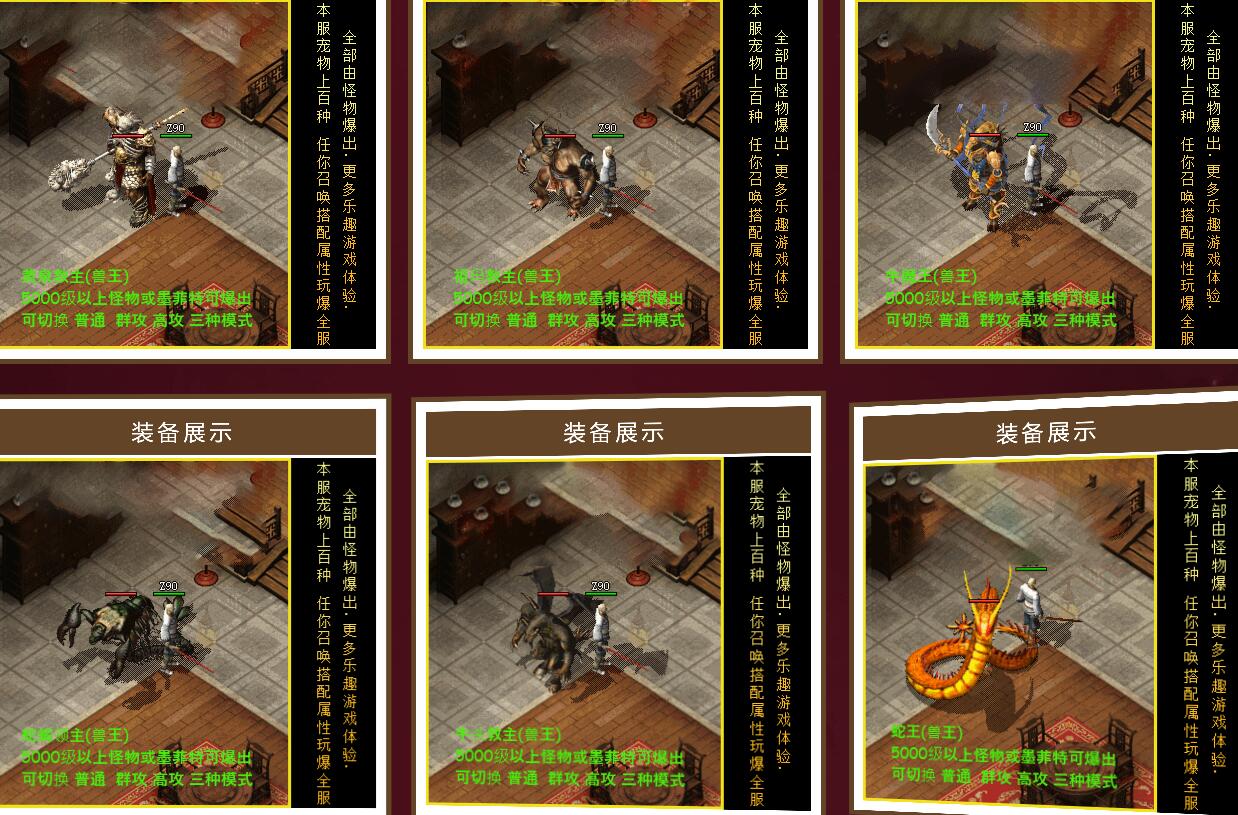 本服宠物上百种 任你召唤搭配属性玩爆全服
全部由怪物爆出.更多乐趣游戏体验.
Z90
主(兽王)
5000级以上怪物或墨菲特可爆出
可切换 普通 群攻 高攻 三种模式
本服宠物上百种 任你召唤搭配属性玩爆全服
全部由怪物爆出.更多乐趣游戏体验.
Z90
教主(兽王)
5000级以上怪物或墨菲特可爆出
可切换 普通 群攻 高攻 三种模式
本服宠物上百种 任你召唤搭配属性玩爆全服
全部由怪物爆出.更多乐趣游戏体验.
Z90
王(兽王)
5000级以上怪物或墨菲特可爆出
可切换 普通 群攻 高攻 三种模式
装备展示
本服宠物上百种 任你召唤搭配属性玩爆全服
全部由怪物爆出.更多乐趣游戏体验.
Z90
主(兽王)
5000级以上怪物或墨菲特可爆出
可切换 普通 群攻 高攻 三种模式
装备展示
本服宠物上百种 任你召唤搭配属性玩爆全服
全部由怪物爆出.更多乐趣游戏体验.
Z90
教主(兽王)
5000级以上怪物或墨菲特可爆出
可切换 普通 群攻 高攻 三种模式
装备展示
本服宠物上百种 任你召唤搭配属性玩爆全服
全部由怪物爆出.更多乐趣游戏体验.
蛇王(兽王)
5000级以上怪物或墨菲特可爆出
可切换 普通 群攻 高攻 三种模式